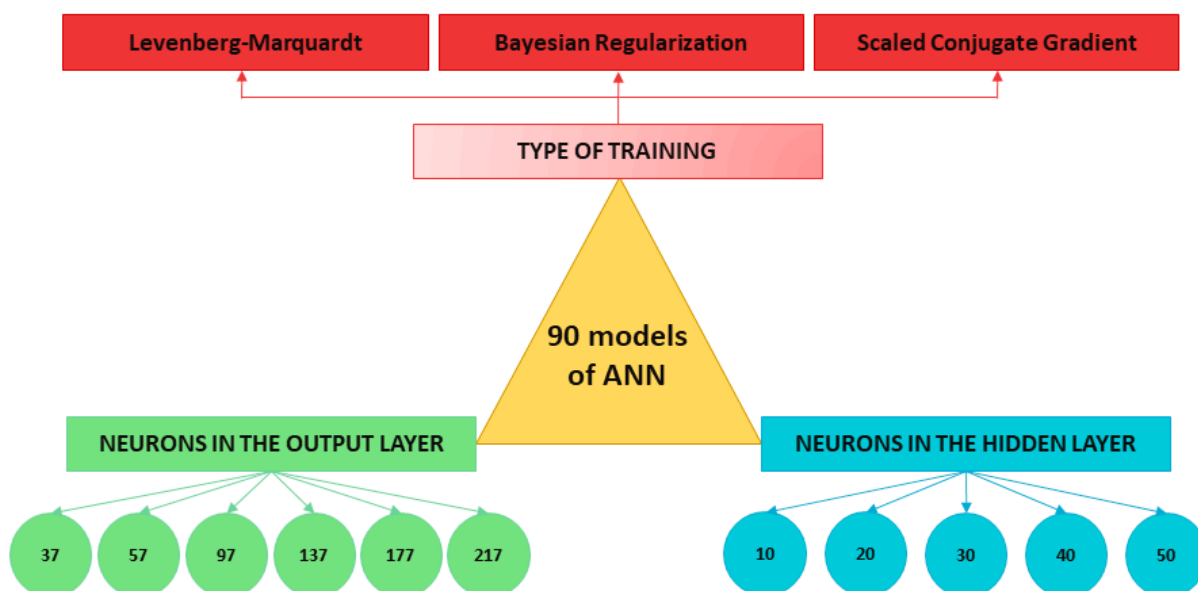 Levenberg-Marquardt
Bayesian Regularization
Scaled Conjugate Gradient
TYPE OF TRAINING
90 models
of ANN
NEURONS IN THE OUTPUT LAYER
NEURONS IN THE HIDDEN LAYER
37
57
97
137
177
217
10
20
30
40
50